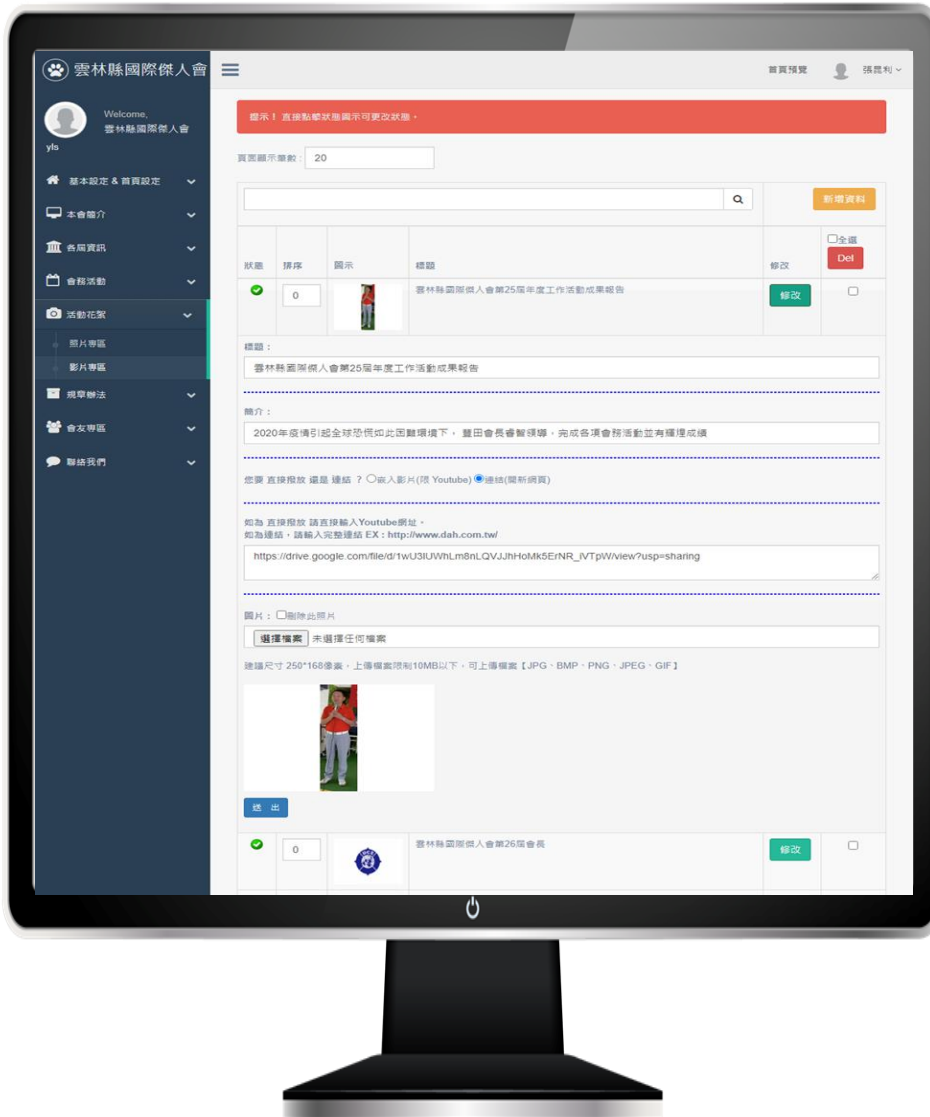 雲林縣國際傑人會
首頁預覽
張昆利
Welcome,
雲林縣國際傑人會
yls
提示！ 直接點選狀態圖示可更改狀態。
頁面顯示筆數 : 20
基本設定 & 首頁設定
本會簡介
各屆資訊
會務活動
活動花絮
照片專區
影片專區
規章辦法
會友專區
聯絡我們
新增資料
全選
Del
狀態 排序 圖示 標題 修改
0 雲林縣國際傑人會第25屆年度工作活動成果報告 修改
標題 :
雲林縣國際傑人會第25屆年度工作活動成果報告
簡介 :
2020年疫情引起全球恐慌如此困難環境下， 豐田會長睿智領導，完成各項會務活動並有輝煌成績
您要 直接撥放 還是 連結 ？ 嵌入影片(限 Youtube) 連結(開新網頁)
如為 直接撥放 請直接輸入Youtube網址。
如為連結，請輸入完整連結 EX : http://www.dah.com.tw/
https://drive.google.com/file/d/1wU3IUWhLm8nLQVJJhHoMk5ErNR_iVTpW/view?usp=sharing
圖片 : 刪除此照片
選擇檔案 未選擇任何檔案
建議尺寸 250*168像素，上傳檔案限制10MB以下，可上傳檔案【JPG、BMP、PNG、JPEG、GIF】
送 出
0 雲林縣國際傑人會第26屆會長 修改